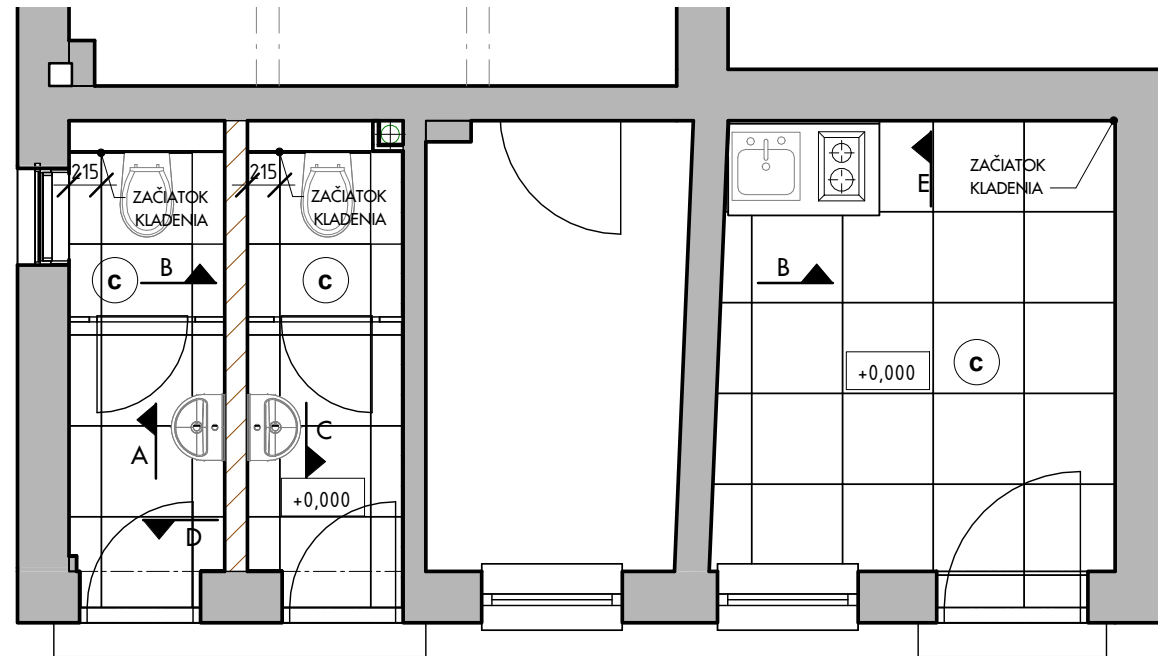 215
ZAČIATOK
KLADENIA
215
ZAČIATOK
KLADENIA
E
ZAČIATOK
KLADENIA
c
B
c
B
+0,000
c
A
C
+0,000
D